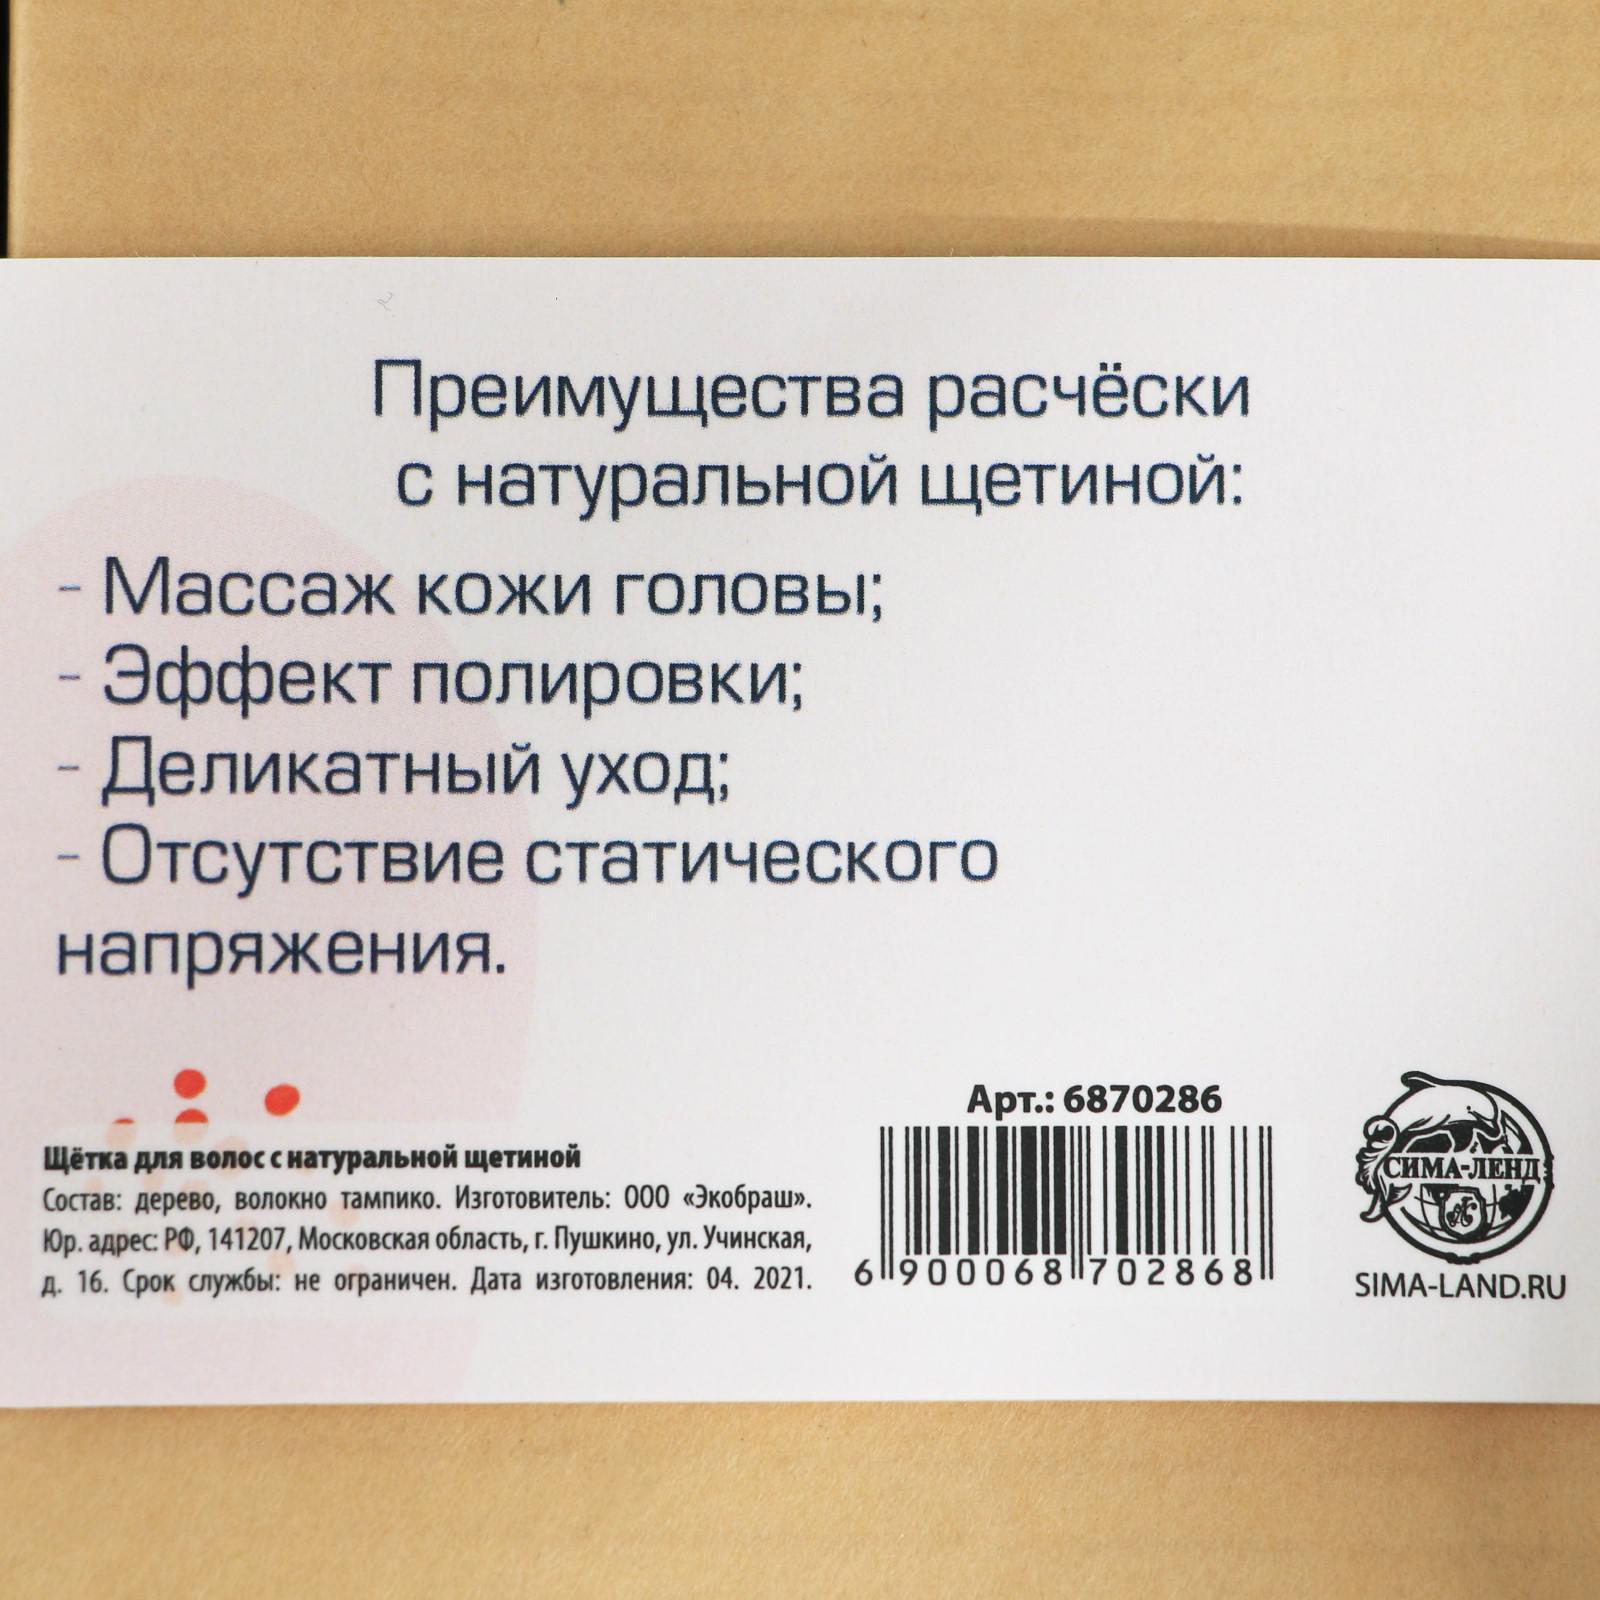 Преимущества расчёски
с натуральной щетиной:
- Массаж кожи головы;
- Эффект полировки;
- Деликатный уход;
- Отсутствие статического
напряжения.
Щётка для волос с натуральной щетиной
Состав: дерево, волокно тампико. Изготовитель: ООО «Экобраш».
Юр. адрес: РФ, 141207, Московская область, г. Пушкино, ул. Учинская,
д. 16. Срок службы: не ограничен. Дата изготовления: 04. 2021.
Арт.: 6870286
6 900068 702868
СИМА-ЛЕНД
SIMA-LAND.RU